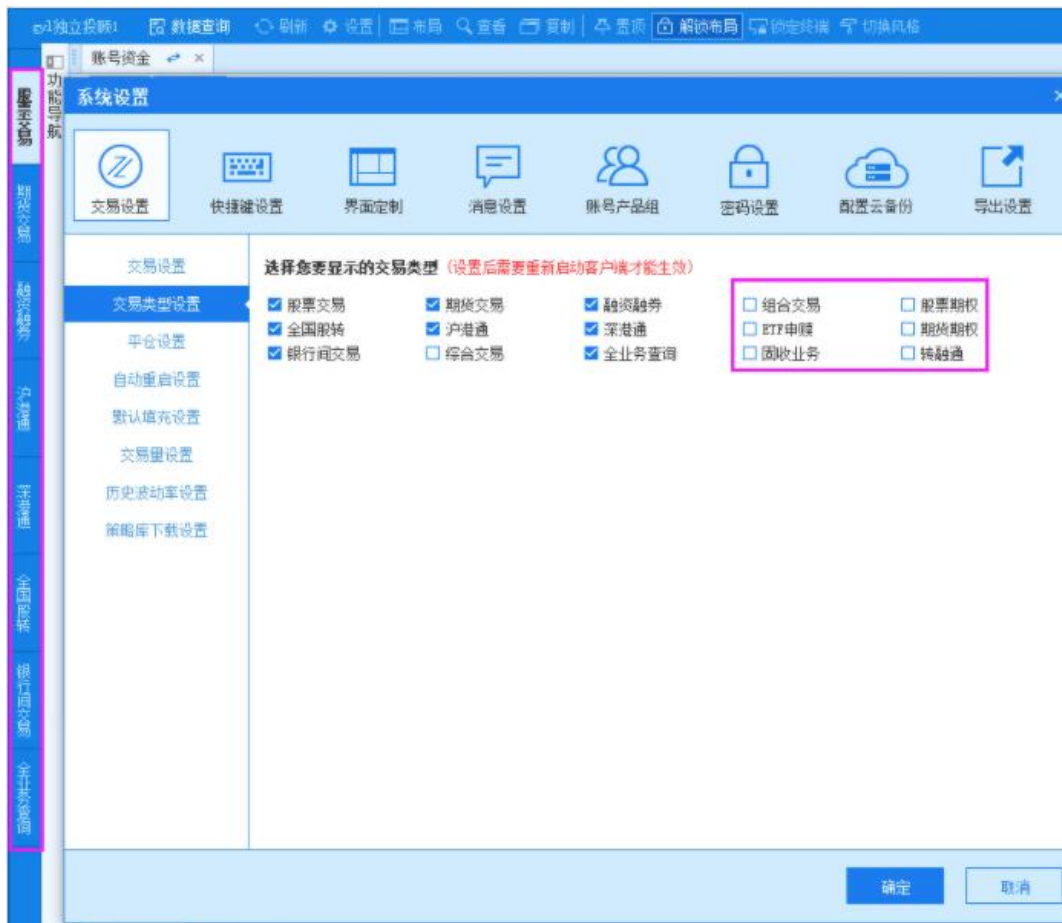 独立投顾1 数据查询 刷新 设置 布局 查看 复制 置顶 解锁布局 锁定终端 切换风格
账号资金
功能导航
系统设置
交易设置 快捷键设置 界面定制 消息设置 账号产品组 密码设置 配置云备份 导出设置
股票交易
期货交易
融资融券
沪港通
深港通
全国股转
银行间交易
全业务查询
交易设置
交易类型设置
平仓设置
自动重启设置
默认填充设置
交易量设置
历史波动率设置
策略库下载设置
选择您要显示的交易类型（设置后需要重新启动客户端才能生效）
股票交易 期货交易 融资融券 组合交易 股票期权
全国股转 沪港通 深港通 ETF申赎 期货期权
银行间交易 综合交易 全业务查询 固收业务 转融通
确定 取消